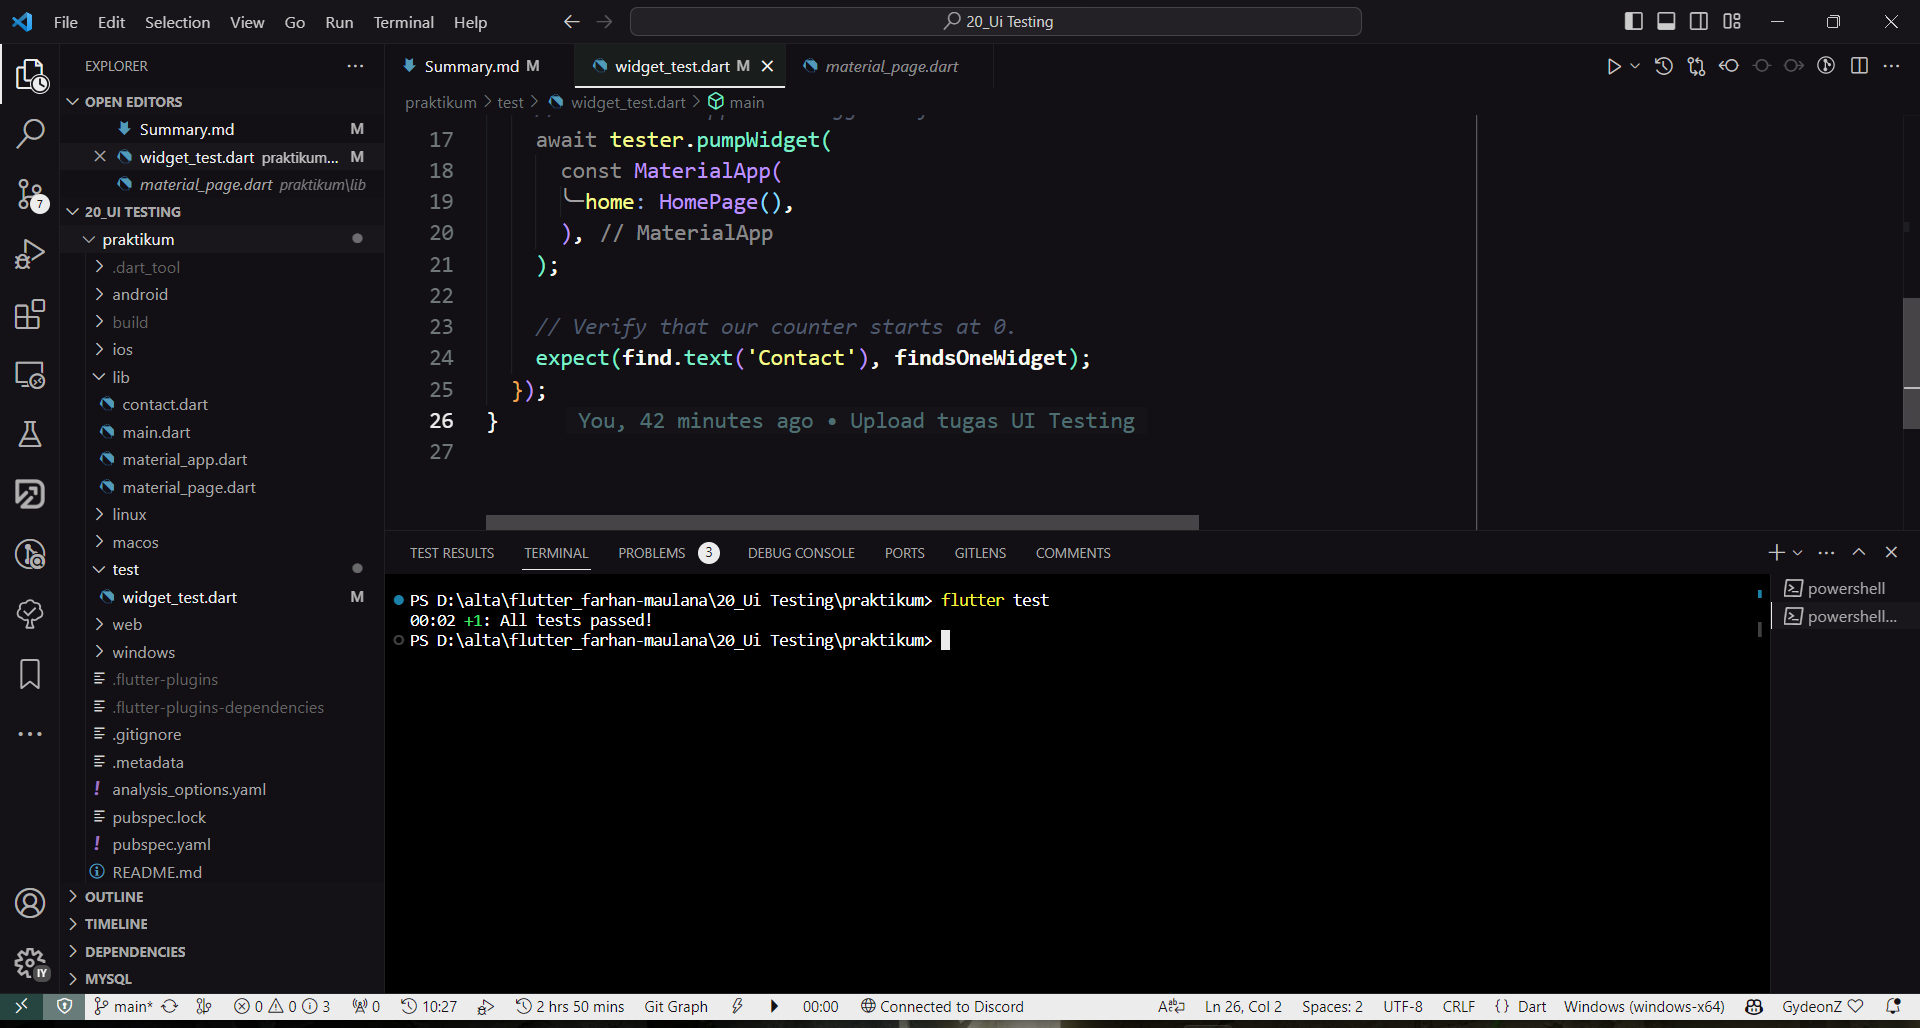 File Edit Selection View Go Run Terminal Help
20_Ui Testing
EXPLORER
OPEN EDITORS
Summary.md M
widget_test.dart praktikum... M
material_page.dart praktikum\lib
20_UI TESTING
praktikum
.dart_tool
android
build
ios
lib
contact.dart
main.dart
material_app.dart
material_page.dart
linux
macos
test
widget_test.dart M
web
windows
.flutter-plugins
.flutter-plugins-dependencies
.gitignore
.metadata
analysis_options.yaml
pubspec.lock
pubspec.yaml
README.md
OUTLINE
TIMELINE
DEPENDENCIES
MYSQL
7
IY
Summary.md M
widget_test.dart M
material_page.dart
praktikum > test > widget_test.dart > main
17 await tester.pumpWidget(
18 const MaterialApp(
19 home: HomePage(),
20 ), // MaterialApp
21 );
22
23 // Verify that our counter starts at 0.
24 expect(find.text('Contact'), findsOneWidget);
25 });
26 } You, 42 minutes ago • Upload tugas UI Testing
27
TEST RESULTS TERMINAL PROBLEMS 3 DEBUG CONSOLE PORTS GITLENS COMMENTS
PS D:\alta\flutter_farhan-maulana\20_Ui Testing\praktikum> flutter test
00:02 +1: All tests passed!
PS D:\alta\flutter_farhan-maulana\20_Ui Testing\praktikum>
powershell
powershell...
main* 0 0 3 0 10:27 2 hrs 50 mins Git Graph 00:00 Connected to Discord Ln 26, Col 2 Spaces: 2 UTF-8 CRLF { } Dart Windows (windows-x64) GydeonZ